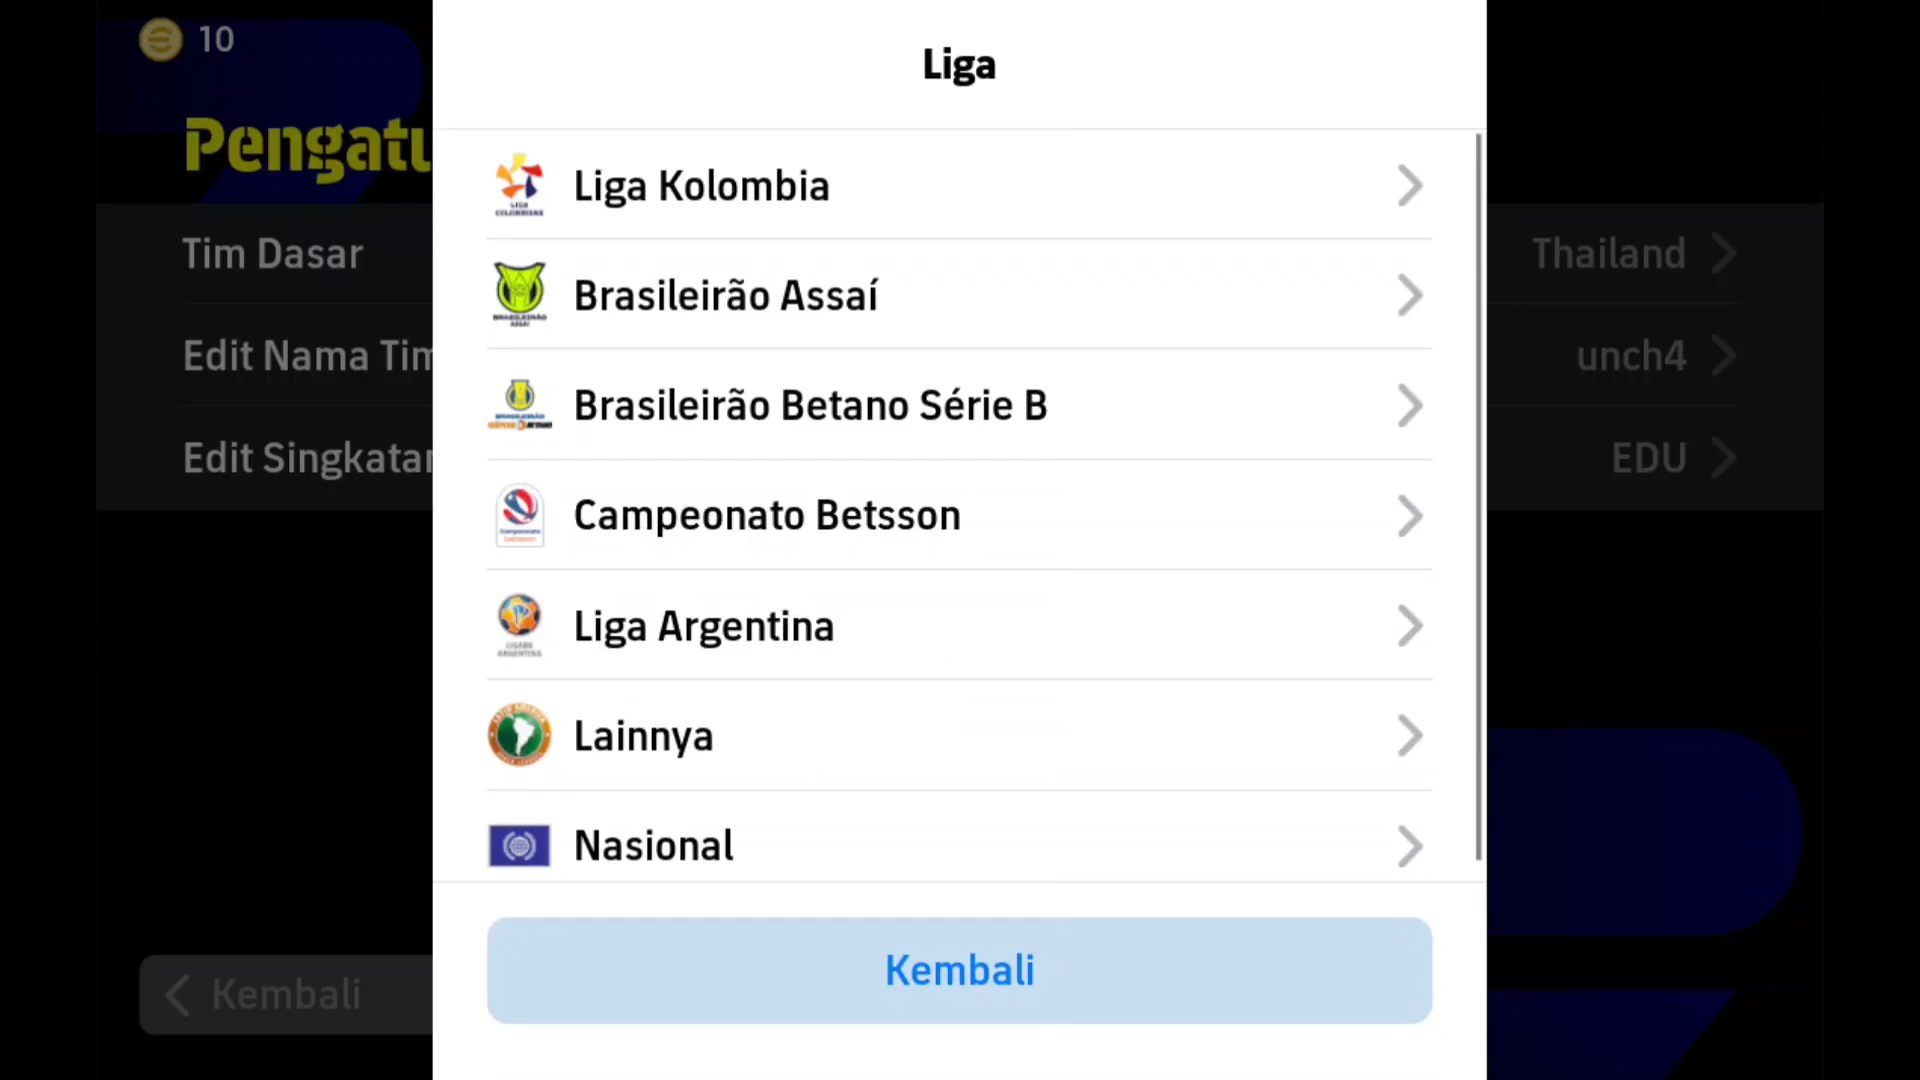 10
Liga
Pengatu
Liga Kolombia
Tim Dasar
Thailand
Brasileirão Assaí
Edit Nama Tim
unch4
Brasileirão Betano Série B
Edit Singkatan
EDU
Campeonato Betsson
Liga Argentina
Lainnya
Nasional
Kembali
Kembali